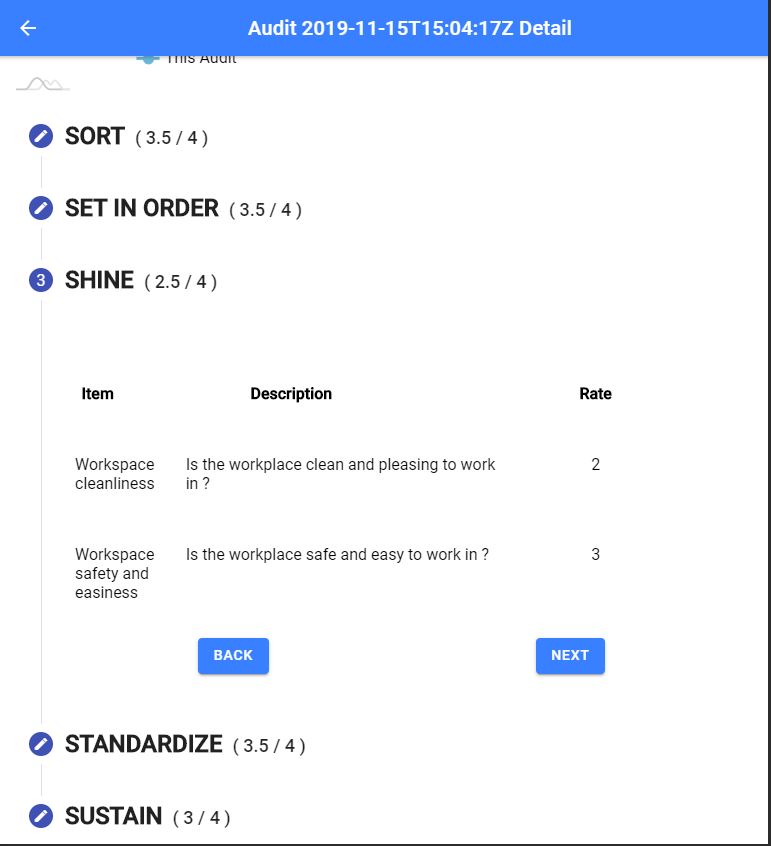 Audit 2019-11-15T15:04:17Z Detail
This Audit
SORT ( 3.5 / 4 )
SET IN ORDER ( 3.5 / 4 )
3 SHINE ( 2.5 / 4 )
Item Description Rate
Workspace Is the workplace clean and pleasing to work 2
cleanliness in ?
Workspace Is the workplace safe and easy to work in ? 3
safety and
easiness
BACK NEXT
STANDARDIZE ( 3.5 / 4 )
SUSTAIN ( 3 / 4 )